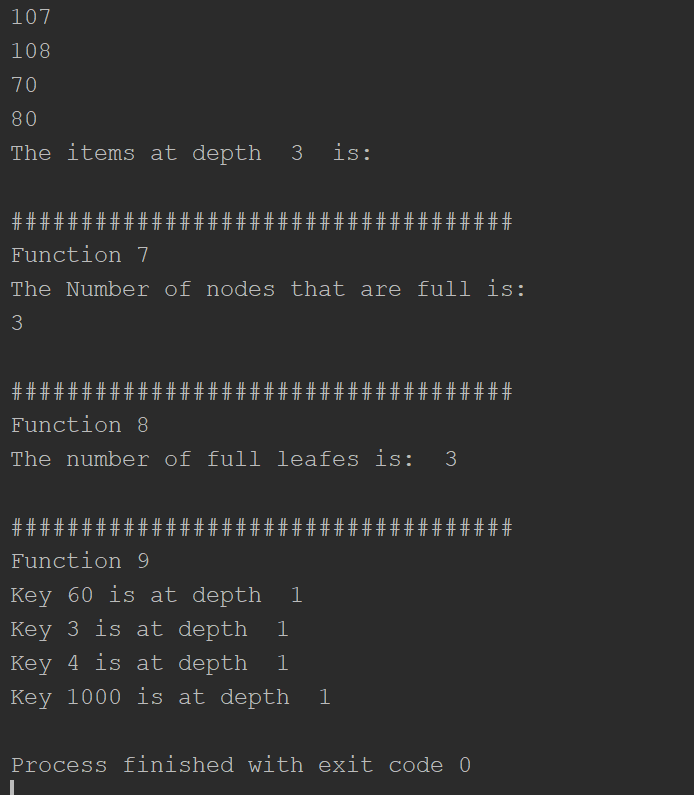 107
108
70
80
The items at depth  3  is:
####################################
Function 7
The Number of nodes that are full is:
3
####################################
Function 8
The number of full leafes is:  3
####################################
Function 9
Key 60 is at depth  1
Key 3 is at depth  1
Key 4 is at depth  1
Key 1000 is at depth  1
Process finished with exit code 0